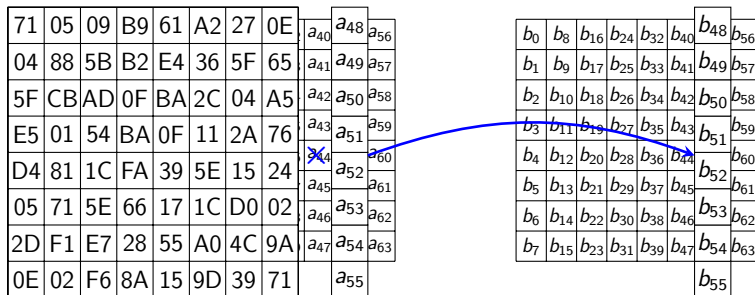 71 05 09 B9 61 A2 27 0E a₄₈ b₄₈
a₄₀ a₅₆ b₀ b₈ b₁₆ b₂₄ b₃₂ b₄₀ b₅₆
04 88 5B B2 E4 36 5F 65 a₄₁ a₄₉ a₅₇ b₁ b₉ b₁₇ b₂₅ b₃₃ b₄₁ b₄₉ b₅₇
5F CB AD 0F BA 2C 04 A5 a₄₂ a₅₀ a₅₈ b₂ b₁₀ b₁₈ b₂₆ b₃₄ b₄₂ b₅₀ b₅₈
E5 01 54 BA 0F 11 2A 76 a₄₃ a₅₁ a₅₉ b₃ b₁₁ b₁₉ b₂₇ b₃₅ b₄₃ b₅₁ b₅₉
D4 81 1C FA 39 5E 15 24 a₄₄ a₅₂ a₆₀ b₄ b₁₂ b₂₀ b₂₈ b₃₆ b₄₄ b₅₂ b₆₀
05 71 5E 66 17 1C D0 02 a₄₅ a₅₃ a₆₁ b₅ b₁₃ b₂₁ b₂₉ b₃₇ b₄₅ b₅₃ b₆₁
2D F1 E7 28 55 A0 4C 9A a₄₆ a₆₂ b₆ b₁₄ b₂₂ b₃₀ b₃₈ b₄₆ b₆₂
a₄₇ a₅₄ a₆₃ b₇ b₁₅ b₂₃ b₃₁ b₃₉ b₄₇ b₅₄ b₆₃
0E 02 F6 8A 15 9D 39 71 a₅₅ b₅₅